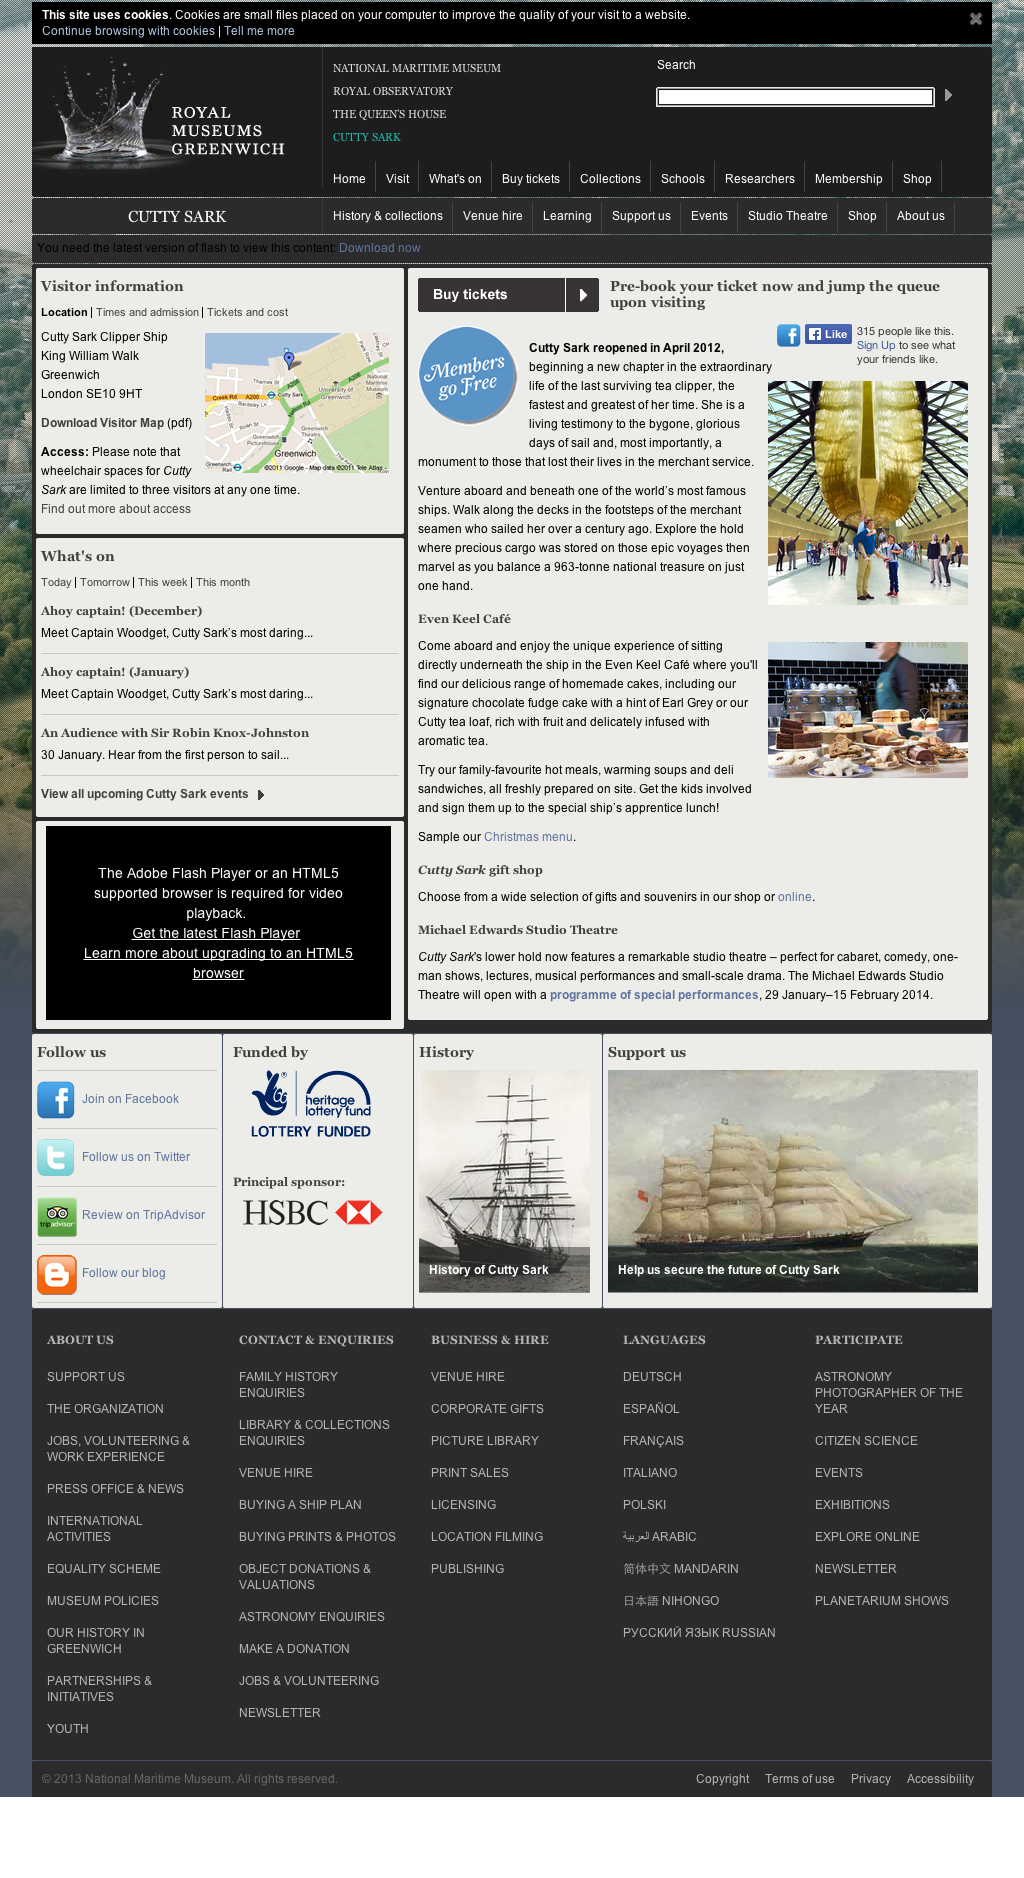 This site uses cookies. Cookies are small files placed on your computer to improve the quality of your visit to a website.
Continue browsing with cookies | Tell me more
ROYAL
MUSEUMS
GREENWICH
NATIONAL MARITIME MUSEUM
ROYAL OBSERVATORY
THE QUEEN'S HOUSE
CUTTY SARK
Search
Home
Visit
What's on
Buy tickets
Collections
Schools
Researchers
Membership
Shop
CUTTY SARK
History & collections
Venue hire
Learning
Support us
Events
Studio Theatre
Shop
About us
You need the latest version of flash to view this content: Download now
Visitor information
Location | Times and admission | Tickets and cost
Cutty Sark Clipper Ship
King William Walk
Greenwich
London SE10 9HT
Download Visitor Map (pdf)
Access: Please note that
wheelchair spaces for Cutty
Sark are limited to three visitors at any one time.
Find out more about access
Thames St
Creek Rd
A200
A206
Bardsley Ln
Cutty Sark
University of
Greenwich
National
Maritime
Museum
Greenwich
Picturehouse
Greenwich
Theatre
Greenwich
©2011 Google - Map data ©2011 Tele Atlas -
What's on
Today | Tomorrow | This week | This month
Ahoy captain! (December)
Meet Captain Woodget, Cutty Sark's most daring...
Ahoy captain! (January)
Meet Captain Woodget, Cutty Sark's most daring...
An Audience with Sir Robin Knox-Johnston
30 January. Hear from the first person to sail...
View all upcoming Cutty Sark events
The Adobe Flash Player or an HTML5
supported browser is required for video
playback.
Get the latest Flash Player
Learn more about upgrading to an HTML5
browser
Buy tickets
Pre-book your ticket now and jump the queue
upon visiting
Members
go Free
Like
315 people like this.
Sign Up to see what
your friends like.
Cutty Sark reopened in April 2012,
beginning a new chapter in the extraordinary
life of the last surviving tea clipper, the
fastest and greatest of her time. She is a
living testimony to the bygone, glorious
days of sail and, most importantly, a
monument to those that lost their lives in the merchant service.
Venture aboard and beneath one of the world's most famous
ships. Walk along the decks in the footsteps of the merchant
seamen who sailed her over a century ago. Explore the hold
where precious cargo was stored on those epic voyages then
marvel as you balance a 963-tonne national treasure on just
one hand.
Even Keel Café
Come aboard and enjoy the unique experience of sitting
directly underneath the ship in the Even Keel Café where you'll
find our delicious range of homemade cakes, including our
signature chocolate fudge cake with a hint of Earl Grey or our
Cutty tea loaf, rich with fruit and delicately infused with
aromatic tea.
Try our family-favourite hot meals, warming soups and deli
sandwiches, all freshly prepared on site. Get the kids involved
and sign them up to the special ship's apprentice lunch!
Sample our Christmas menu.
Cutty Sark gift shop
Choose from a wide selection of gifts and souvenirs in our shop or online.
Michael Edwards Studio Theatre
Cutty Sark's lower hold now features a remarkable studio theatre – perfect for cabaret, comedy, one-
man shows, lectures, musical performances and small-scale drama. The Michael Edwards Studio
Theatre will open with a programme of special performances, 29 January–15 February 2014.
Follow us
Join on Facebook
Follow us on Twitter
tripadvisor
Review on TripAdvisor
Follow our blog
Funded by
heritage
lottery fund
LOTTERY FUNDED
Principal sponsor:
HSBC
History
History of Cutty Sark
Support us
Help us secure the future of Cutty Sark
ABOUT US
SUPPORT US
THE ORGANIZATION
JOBS, VOLUNTEERING &
WORK EXPERIENCE
PRESS OFFICE & NEWS
INTERNATIONAL
ACTIVITIES
EQUALITY SCHEME
MUSEUM POLICIES
OUR HISTORY IN
GREENWICH
PARTNERSHIPS &
INITIATIVES
YOUTH
CONTACT & ENQUIRIES
FAMILY HISTORY
ENQUIRIES
LIBRARY & COLLECTIONS
ENQUIRIES
VENUE HIRE
BUYING A SHIP PLAN
BUYING PRINTS & PHOTOS
OBJECT DONATIONS &
VALUATIONS
ASTRONOMY ENQUIRIES
MAKE A DONATION
JOBS & VOLUNTEERING
NEWSLETTER
BUSINESS & HIRE
VENUE HIRE
CORPORATE GIFTS
PICTURE LIBRARY
PRINT SALES
LICENSING
LOCATION FILMING
PUBLISHING
LANGUAGES
DEUTSCH
ESPAÑOL
FRANÇAIS
ITALIANO
POLSKI
العربية ARABIC
简体中文 MANDARIN
日本語 NIHONGO
РУССКИЙ ЯЗЫК RUSSIAN
PARTICIPATE
ASTRONOMY
PHOTOGRAPHER OF THE
YEAR
CITIZEN SCIENCE
EVENTS
EXHIBITIONS
EXPLORE ONLINE
NEWSLETTER
PLANETARIUM SHOWS
© 2013 National Maritime Museum. All rights reserved.
Copyright
Terms of use
Privacy
Accessibility